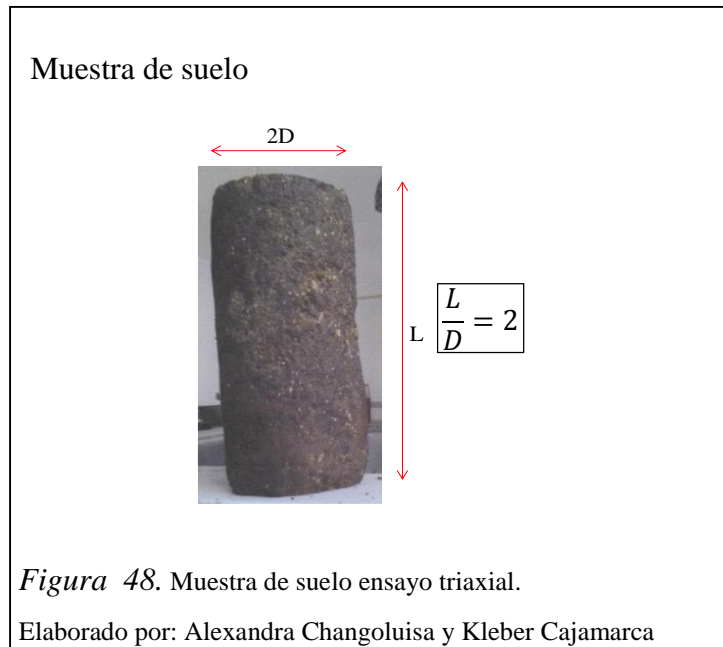 Muestra de suelo
2D
L
L/D = 2
Figura 48. Muestra de suelo ensayo triaxial.
Elaborado por: Alexandra Changoluisa y Kleber Cajamarca